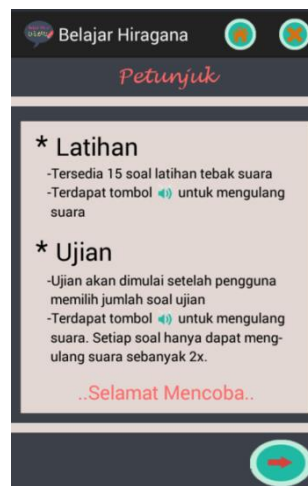 Belajar Hiragana
Petunjuk
* Latihan
-Tersedia 15 soal latihan tebak suara
-Terdapat tombol untuk mengulang
suara
* Ujian
-Ujian akan dimulai setelah pengguna
memilih jumlah soal ujian
-Terdapat tombol untuk mengulang
suara. Setiap soal hanya dapat meng-
ulang suara sebanyak 2x.
..Selamat Mencoba..